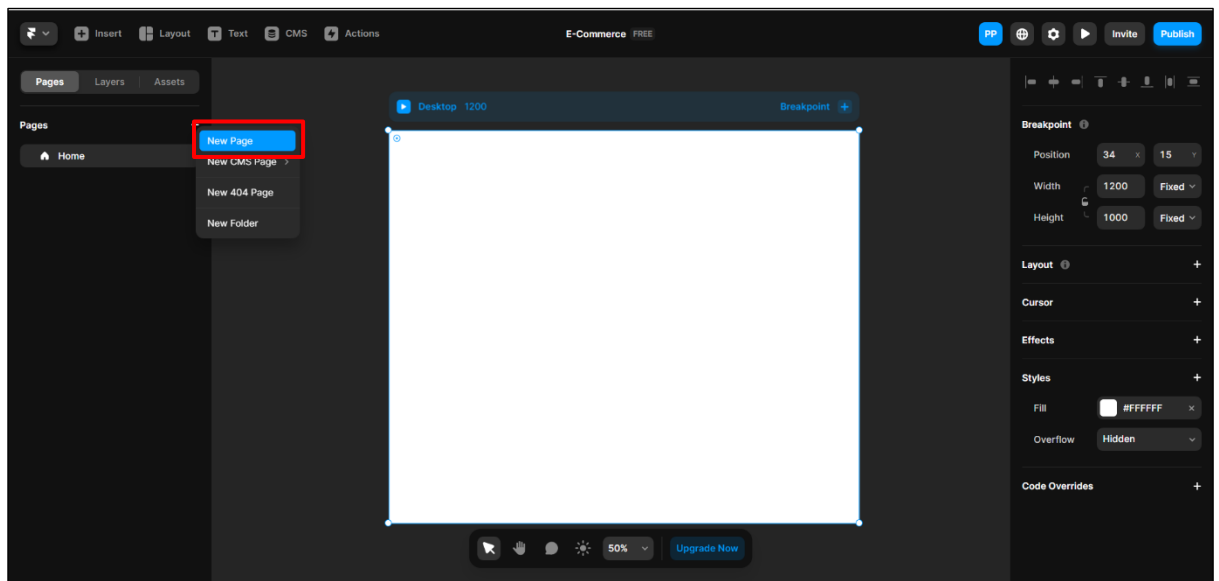 Insert Layout Text CMS Actions E-Commerce FREE PP Invite Publish
Pages Layers Assets
Desktop 1200 Breakpoint
Pages
Home
New Page
New CMS Page
New 404 Page
New Folder
Breakpoint
Position 34 X 15 Y
Width 1200 Fixed
Height 1000 Fixed
Layout
Cursor
Effects
Styles
Fill #FFFFFF
Overflow Hidden
Code Overrides
50% Upgrade Now